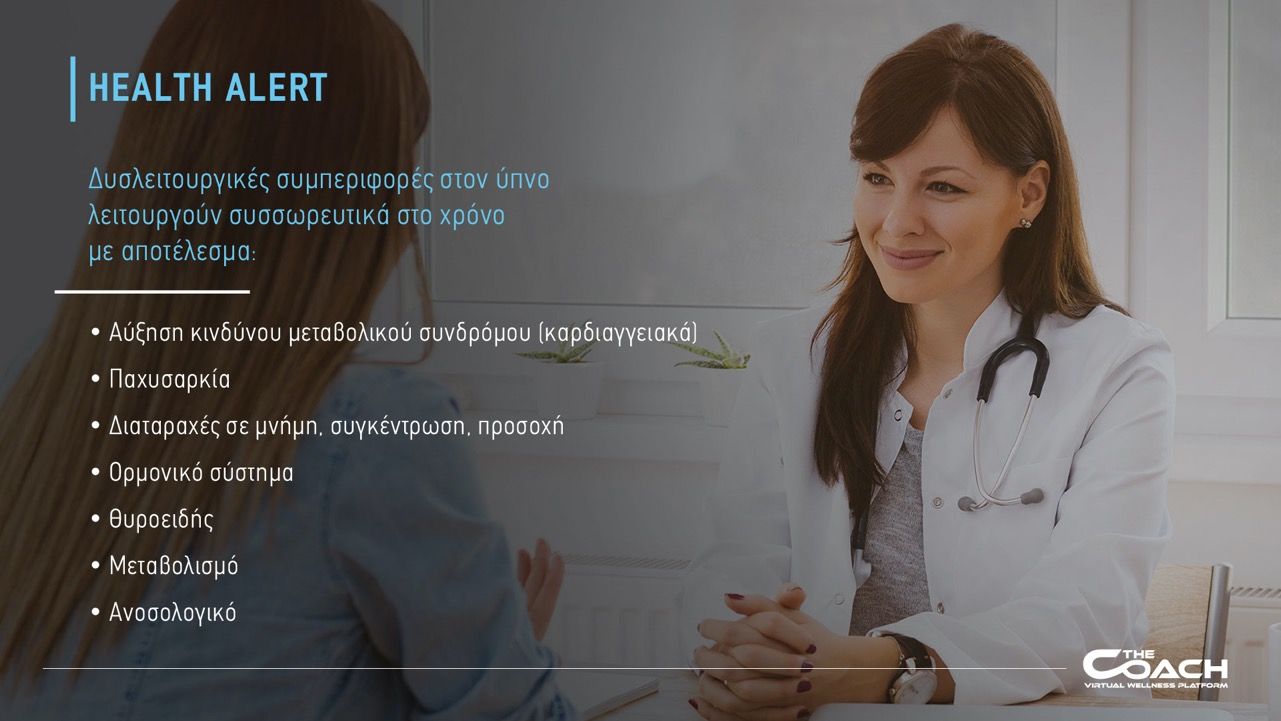 HEALTH ALERT
Δυσλειτουργικές συμπεριφορές στον ύπνο
λειτουργούν συσσωρευτικά στο χρόνο
με αποτέλεσμα:
• Αύξηση κινδύνου μεταβολικού συνδρόμου (καρδιαγγειακά)
• Παχυσαρκία
• Διαταραχές σε μνήμη, συγκέντρωση, προσοχή
• Ορμονικό σύστημα
• Θυροειδής
• Μεταβολισμό
• Ανοσολογικό
THE
COACH
VIRTUAL WELLNESS PLATFORM